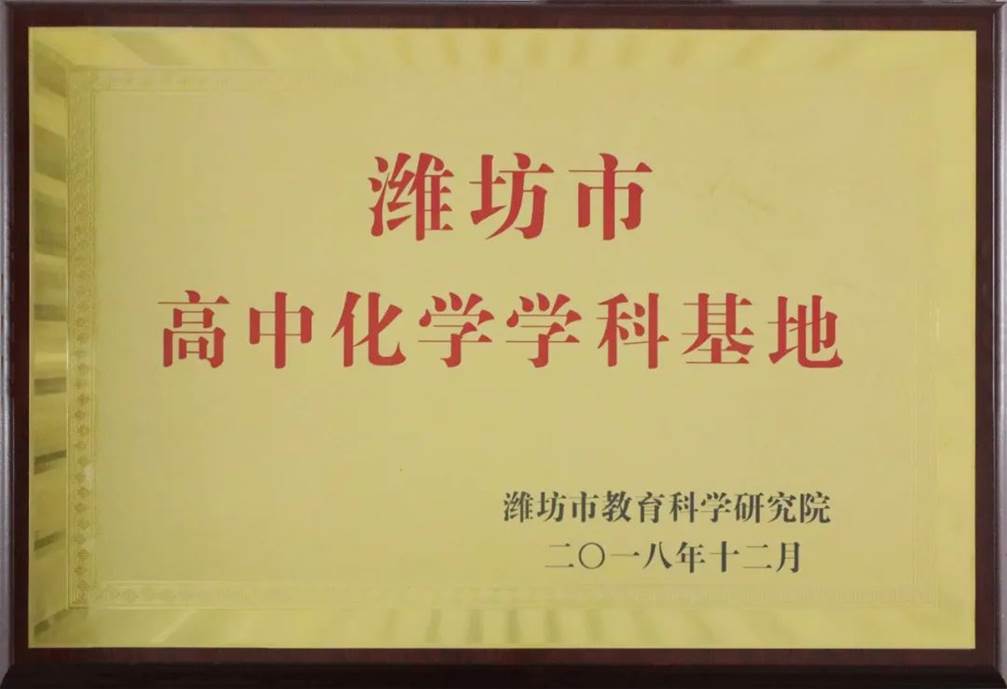 潍坊市
高中化学学科基地
潍坊市教育科学研究院
二〇一八年十二月